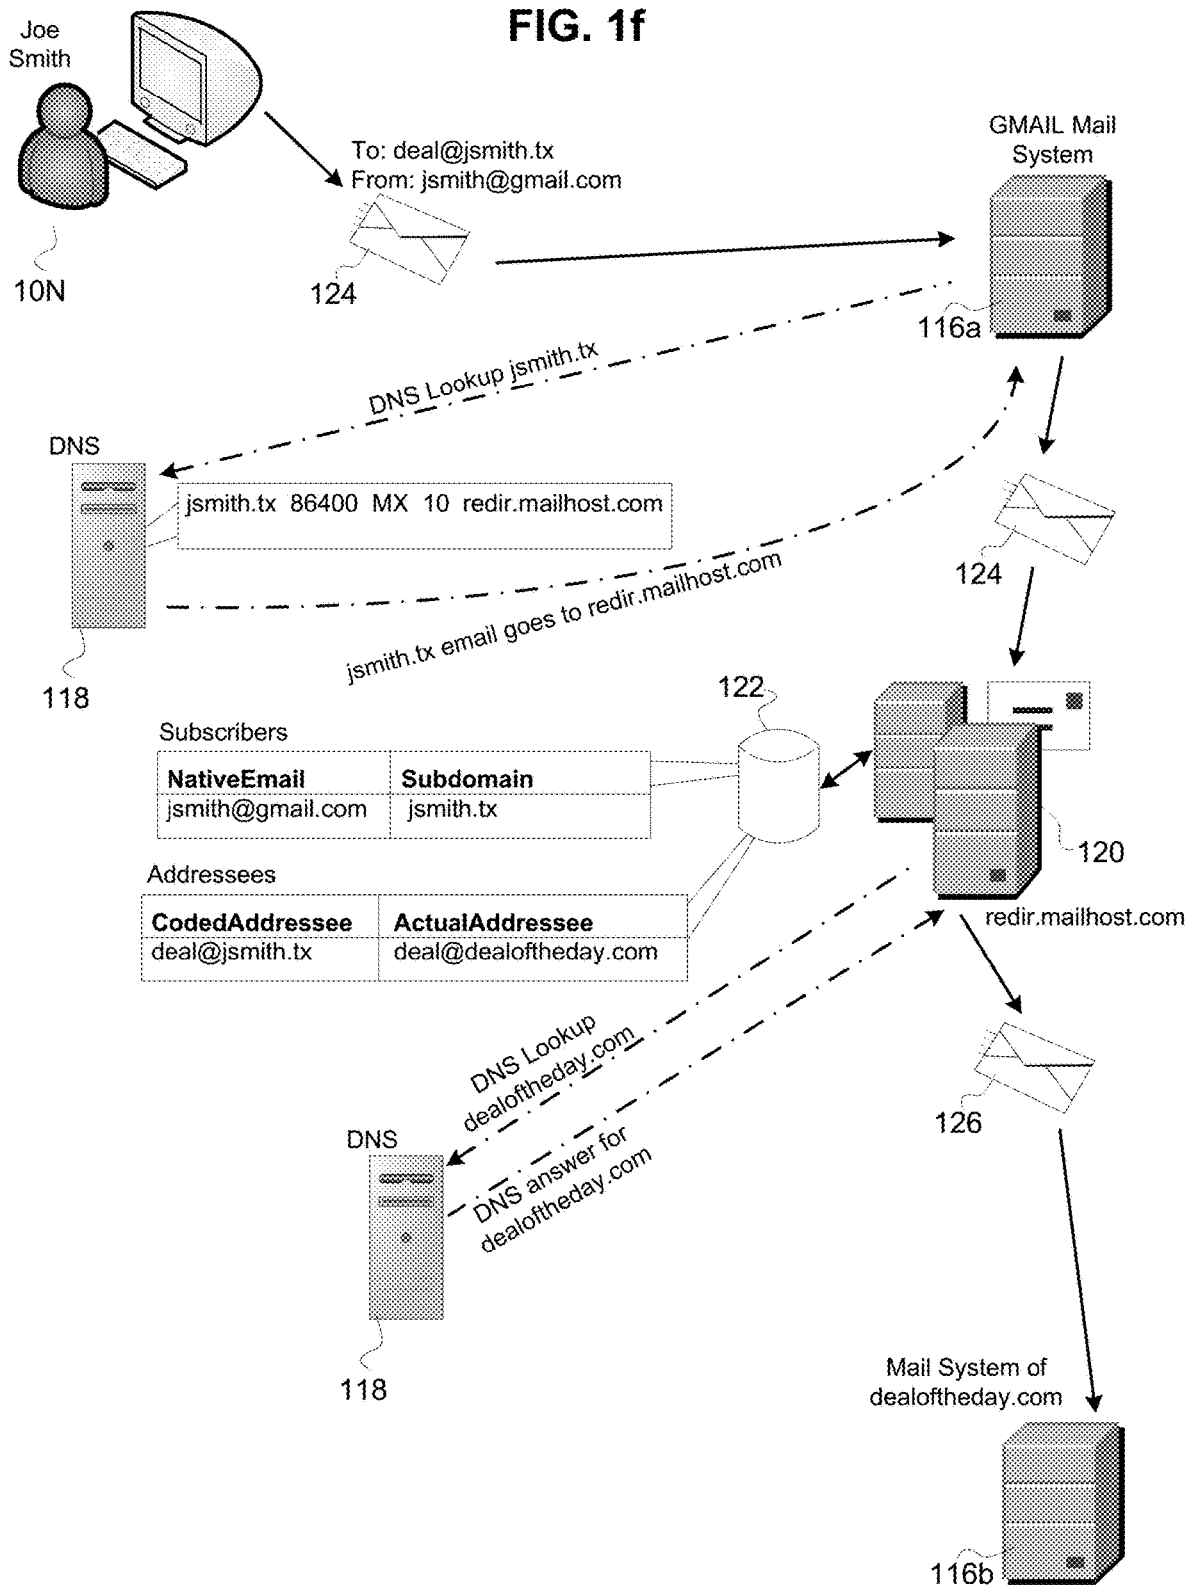 FIG. 1f
Joe
Smith
10N
To: deal@jsmith.tx
From: jsmith@gmail.com
124
GMAIL Mail
System
116a
DNS Lookup jsmith.tx
DNS
jsmith.tx 86400 MX 10 redir.mailhost.com
124
jsmith.tx email goes to redir.mailhost.com
118
122
Subscribers
NativeEmail Subdomain
jsmith@gmail.com jsmith.tx
120
Addressees
CodedAddressee ActualAddressee
deal@jsmith.tx deal@dealoftheday.com
redir.mailhost.com
DNS Lookup
dealoftheday.com
126
DNS
DNS answer for
dealoftheday.com
118
Mail System of
dealoftheday.com
116b